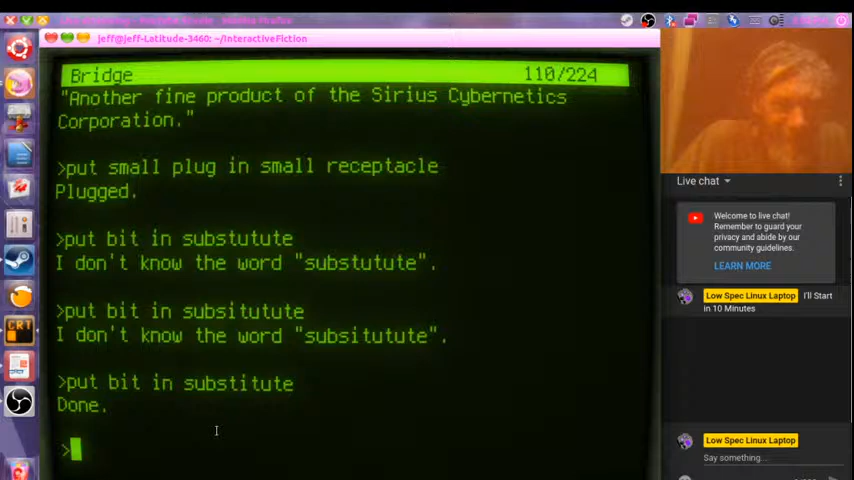 jeff@jeff-Latitude-3460: ~/InteractiveFiction
Bridge 110/224
"Another fine product of the Sirius Cybernetics
Corporation."
>put small plug in small receptacle
Plugged.
>put bit in substutute
I don't know the word "substutute".
>put bit in subsitutute
I don't know the word "subsitutute".
>put bit in substitute
Done.
>
CRT
Live chat
Welcome to live chat!
Remember to guard your
privacy and abide by our
community guidelines.
LEARN MORE
Low Spec Linux Laptop I'll Start
in 10 Minutes
Low Spec Linux Laptop
Say something...